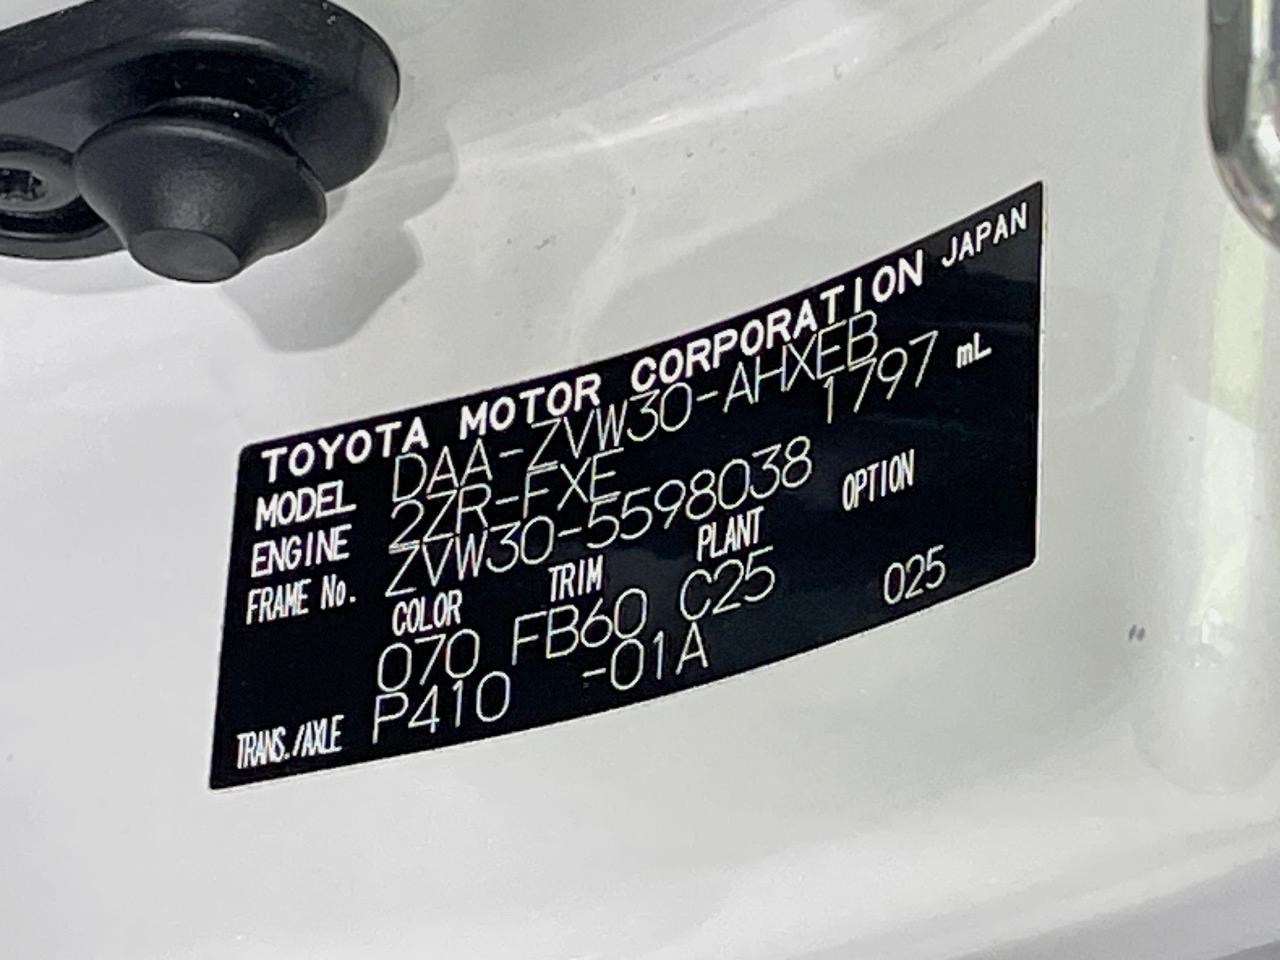 TOYOTA MOTOR CORPORATION JAPAN
MODEL DAA-ZVW30-AHXEB
ENGINE 2ZR-FXE 1797 mL
FRAME No. ZVW30-5598038
COLOR TRIM PLANT OPTION
070 FB60 C25 025
TRANS./AXLE P410 -01A